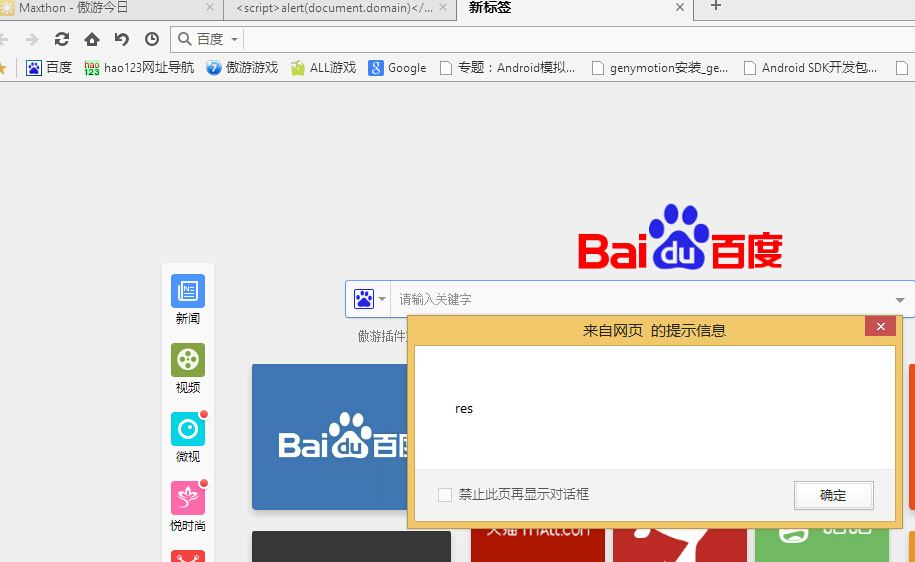 Maxthon - 傲游今日
<script>alert(document.domain)</...
新标签
百度
百度
hao123网址导航
傲游游戏
ALL游戏
Google
专题：Android模拟...
genymotion安装_ge...
Android SDK开发包...
Bai du 百度
请输入关键字
傲游插件
新闻
视频
微视
悦时尚
Bai du 百
来自网页 的提示信息
res
禁止此页再显示对话框
确定
天猫 TMALL.COM